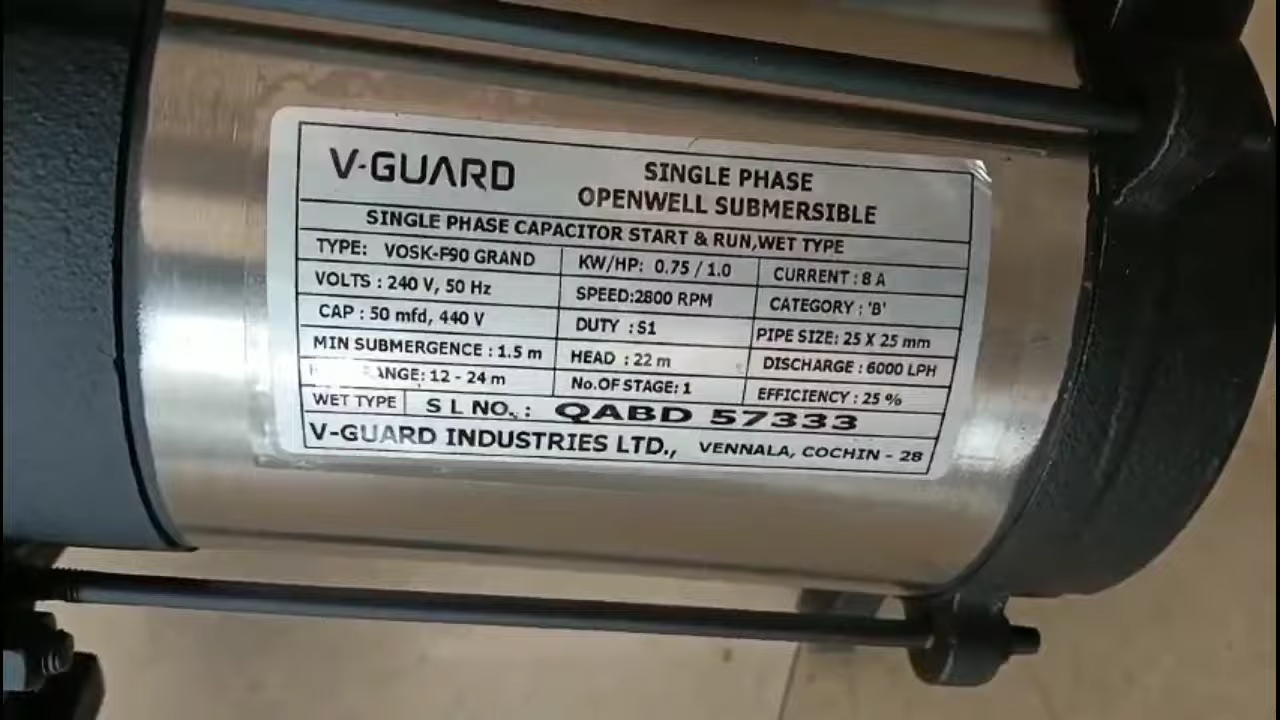 V-GUARD
SINGLE PHASE
OPENWELL SUBMERSIBLE
SINGLE PHASE CAPACITOR START & RUN,WET TYPE
TYPE: VOSK-F90 GRAND KW/HP: 0.75 / 1.0 CURRENT : 8 A
VOLTS : 240 V, 50 Hz SPEED:2800 RPM CATEGORY : 'B'
CAP : 50 mfd, 440 V DUTY : S1 PIPE SIZE: 25 X 25 mm
MIN SUBMERGENCE : 1.5 m HEAD : 22 m DISCHARGE : 6000 LPH
ANGE: 12 - 24 m No.OF STAGE: 1 EFFICIENCY : 25 %
WET TYPE S L NO. : QABD 57333
V-GUARD INDUSTRIES LTD., VENNALA, COCHIN - 28